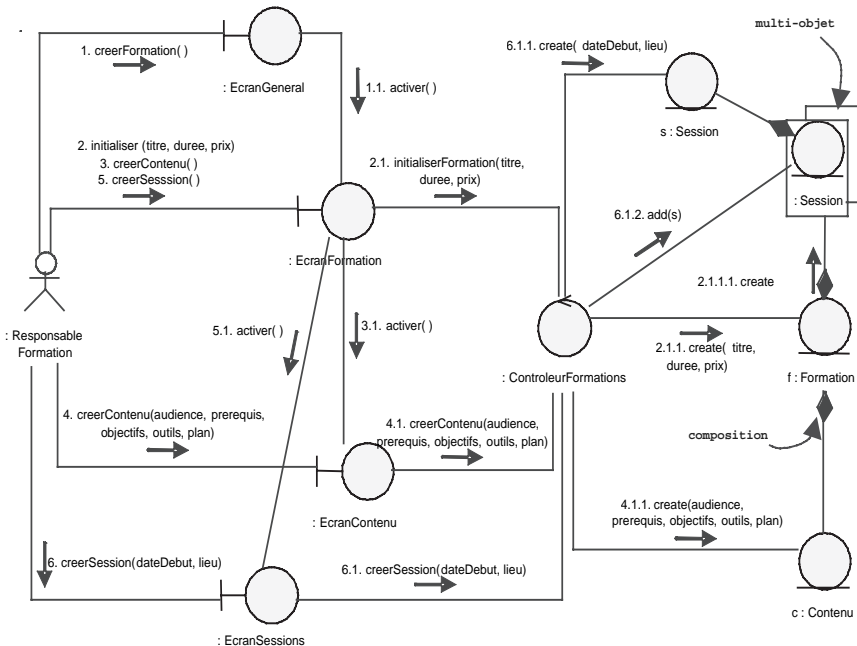 multi-objet
1. creerFormation( )
6.1.1. create( dateDebut, lieu)
: EcranGeneral
1.1. activer( )
s : Session
2. initialiser (titre, duree, prix)
3. creerContenu( )
5. creerSesssion( )
2.1. initialiserFormation(titre,
duree, prix)
: Session
6.1.2. add(s)
: EcranFormation
2.1.1.1. create
: Responsable
Formation
5.1. activer( )
3.1. activer( )
2.1.1. create( titre,
duree, prix)
: ControleurFormations
f : Formation
4. creerContenu(audience, prerequis,
objectifs, outils, plan)
4.1. creerContenu(audience,
prerequis, objectifs, outils, plan)
composition
4.1.1. create(audience,
prerequis, objectifs, outils, plan)
: EcranContenu
6. creerSession(dateDebut, lieu)
6.1. creerSession(dateDebut, lieu)
c : Contenu
: EcranSessions